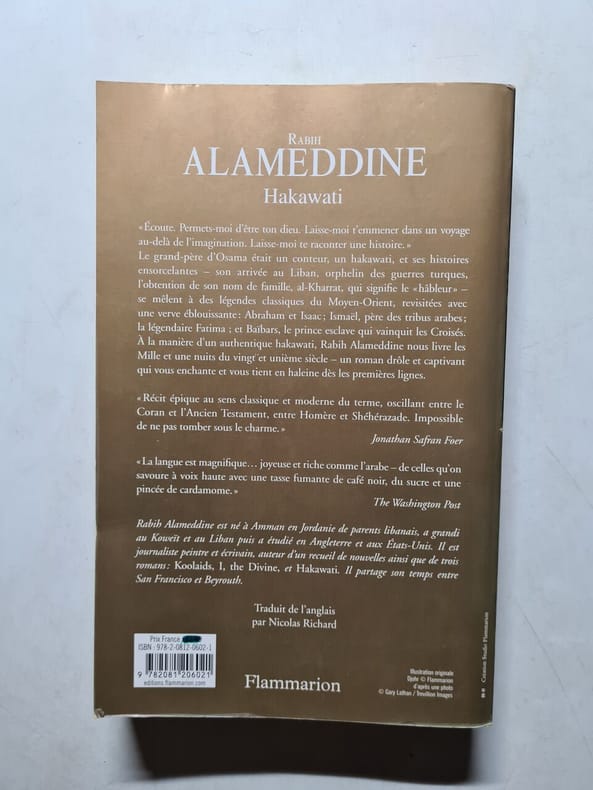 RABIH
ALAMEDDINE
Hakawati
« Écoute. Permets-moi d'être ton dieu. Laisse-moi t'emmener dans un voyage
au-delà de l'imagination. Laisse-moi te raconter une histoire. »
Le grand-père d'Osama était un conteur, un hakawati, et ses histoires
ensorcelantes – son arrivée au Liban, orphelin des guerres turques,
l'obtention de son nom de famille, al-Kharrat, qui signifie le « hâbleur » –
se mêlent à des légendes classiques du Moyen-Orient, revisitées avec
une verve éblouissante : Abraham et Isaac ; Ismaël, père des tribus arabes ;
la légendaire Fatima ; et Baïbars, le prince esclave qui vainquit les Croisés.
À la manière d'un authentique hakawati, Rabih Alameddine nous livre les
Mille et une nuits du vingt et unième siècle – un roman drôle et captivant
qui vous enchante et vous tient en haleine dès les premières lignes.
« Récit épique au sens classique et moderne du terme, oscillant entre le
Coran et l'Ancien Testament, entre Homère et Shéhérazade. Impossible
de ne pas tomber sous le charme. »
Jonathan Safran Foer
« La langue est magnifique… joyeuse et riche comme l'arabe – de celles qu'on
savoure à voix haute avec une tasse fumante de café noir, du sucre et une
pincée de cardamome. »
The Washington Post
Rabih Alameddine est né à Amman en Jordanie de parents libanais, a grandi
au Koweït et au Liban puis a étudié en Angleterre et aux États-Unis. Il est
journaliste peintre et écrivain, auteur d'un recueil de nouvelles ainsi que de trois
romans : Koolaids, I, the Divine, et Hakawati. Il partage son temps entre
San Francisco et Beyrouth.
Traduit de l'anglais
par Nicolas Richard
Prix France
ISBN : 978-2-0812-0602-1
9 782081 206021
editions.flammarion.com
Flammarion
Illustration originale
Djohr © Flammarion
d'après une photo
© Gary Lathan / Trevillion Images
Création Studio Flammarion